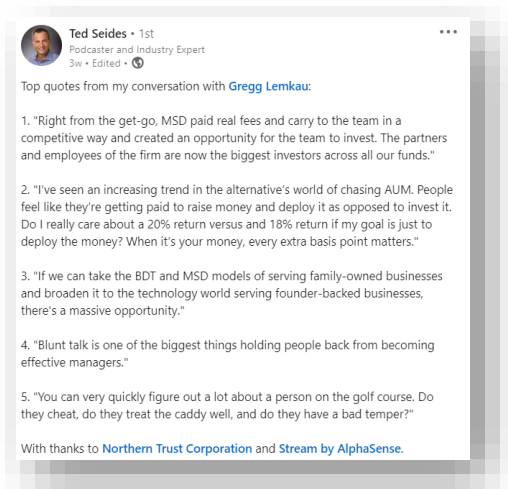 Ted Seides • 1st
Podcaster and Industry Expert
3w • Edited •
Top quotes from my conversation with Gregg Lemkau:
1. "Right from the get-go, MSD paid real fees and carry to the team in a
competitive way and created an opportunity for the team to invest. The partners
and employees of the firm are now the biggest investors across all our funds."
2. "I've seen an increasing trend in the alternative's world of chasing AUM. People
feel like they're getting paid to raise money and deploy it as opposed to invest it.
Do I really care about a 20% return versus and 18% return if my goal is just to
deploy the money? When it's your money, every extra basis point matters."
3. "If we can take the BDT and MSD models of serving family-owned businesses
and broaden it to the technology world serving founder-backed businesses,
there's a massive opportunity."
4. "Blunt talk is one of the biggest things holding people back from becoming
effective managers."
5. "You can very quickly figure out a lot about a person on the golf course. Do
they cheat, do they treat the caddy well, and do they have a bad temper?"
With thanks to Northern Trust Corporation and Stream by AlphaSense.